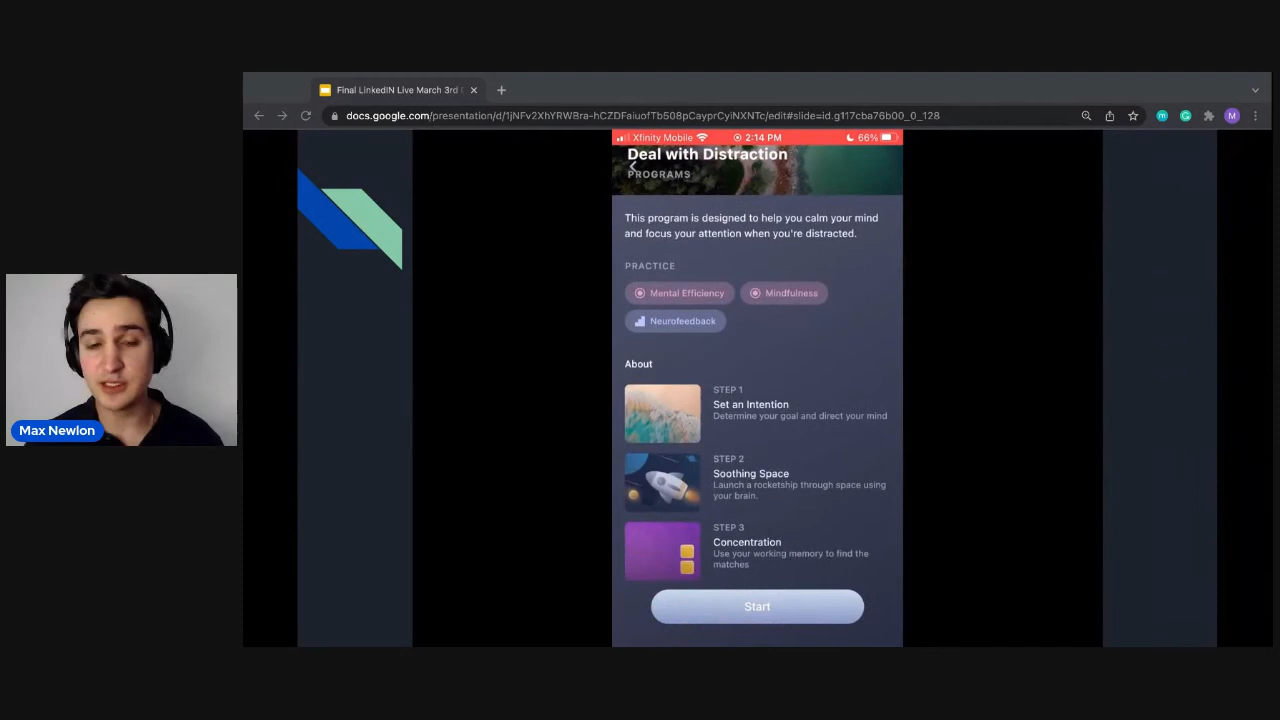 Final LinkedIN Live March 3rd
docs.google.com/presentation/d/1jNFv2XhYRWBra-hCZDFaiuofTb508pCayprCyiNXNTc/edit#slide=id.g117cba76b00_0_128
M
Xfinity Mobile
2:14 PM
66%
Deal with Distraction
PROGRAMS
This program is designed to help you calm your mind
and focus your attention when you're distracted.
PRACTICE
Mental Efficiency
Mindfulness
Neurofeedback
About
STEP 1
Set an Intention
Determine your goal and direct your mind
STEP 2
Soothing Space
Launch a rocketship through space using
your brain.
STEP 3
Concentration
Use your working memory to find the
matches
Start
Max Newlon